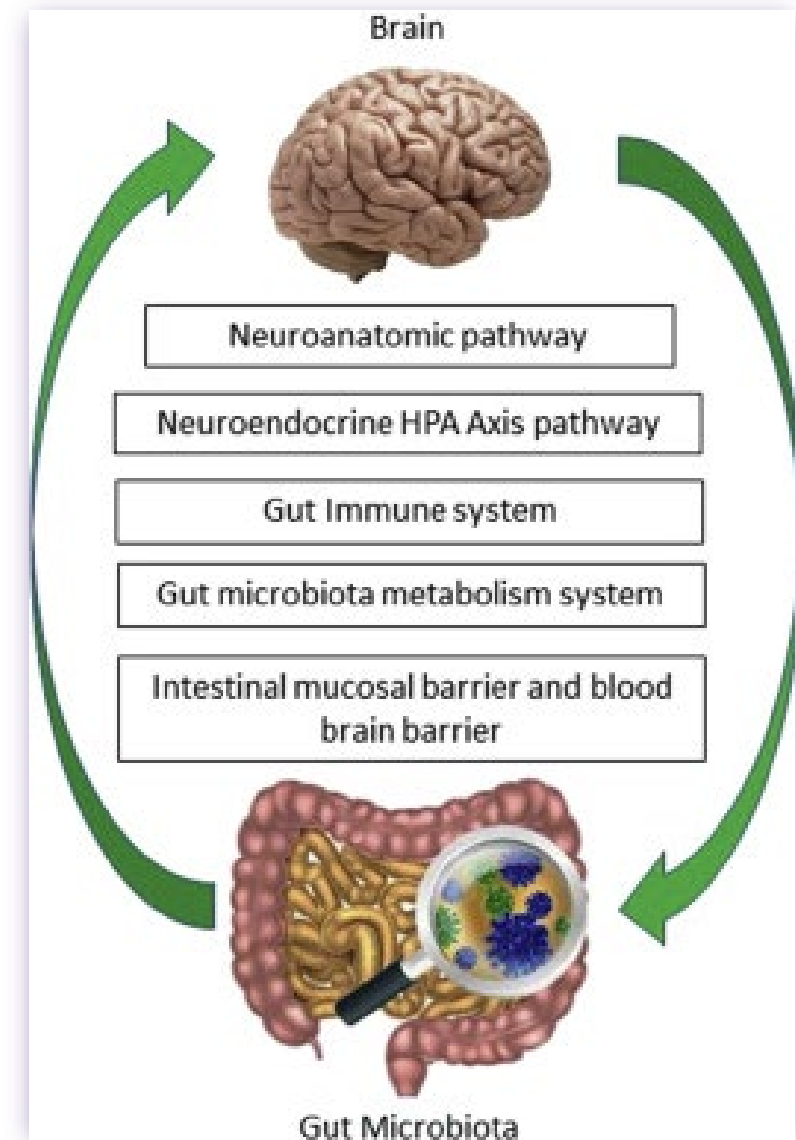 Brain
Neuroanatomic pathway
Neuroendocrine HPA Axis pathway
Gut Immune system
Gut microbiota metabolism system
Intestinal mucosal barrier and blood
brain barrier
Gut Microbiota